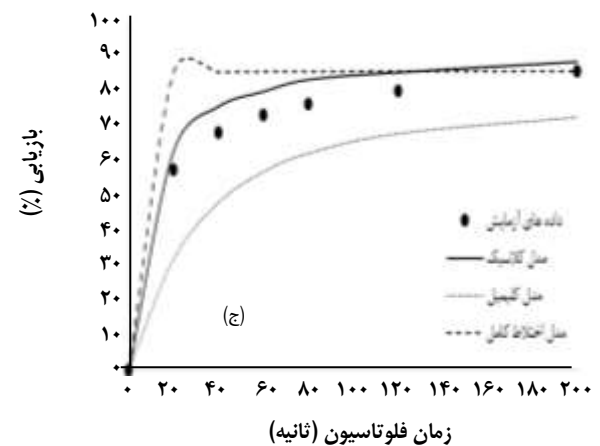 بازیابی (٪)
۱۰۰
۹۰
۸۰
۷۰
۶۰
۵۰
۴۰
۳۰
۲۰
۱۰
۰
داده های آزمایش
مدل کلاسیک
مدل کلیمپل
مدل اختلاط کامل
(ج)
۰ ۲۰ ۴۰ ۶۰ ۸۰ ۱۰۰ ۱۲۰ ۱۴۰ ۱۶۰ ۱۸۰ ۲۰۰
زمان فلوتاسیون (ثانیه)